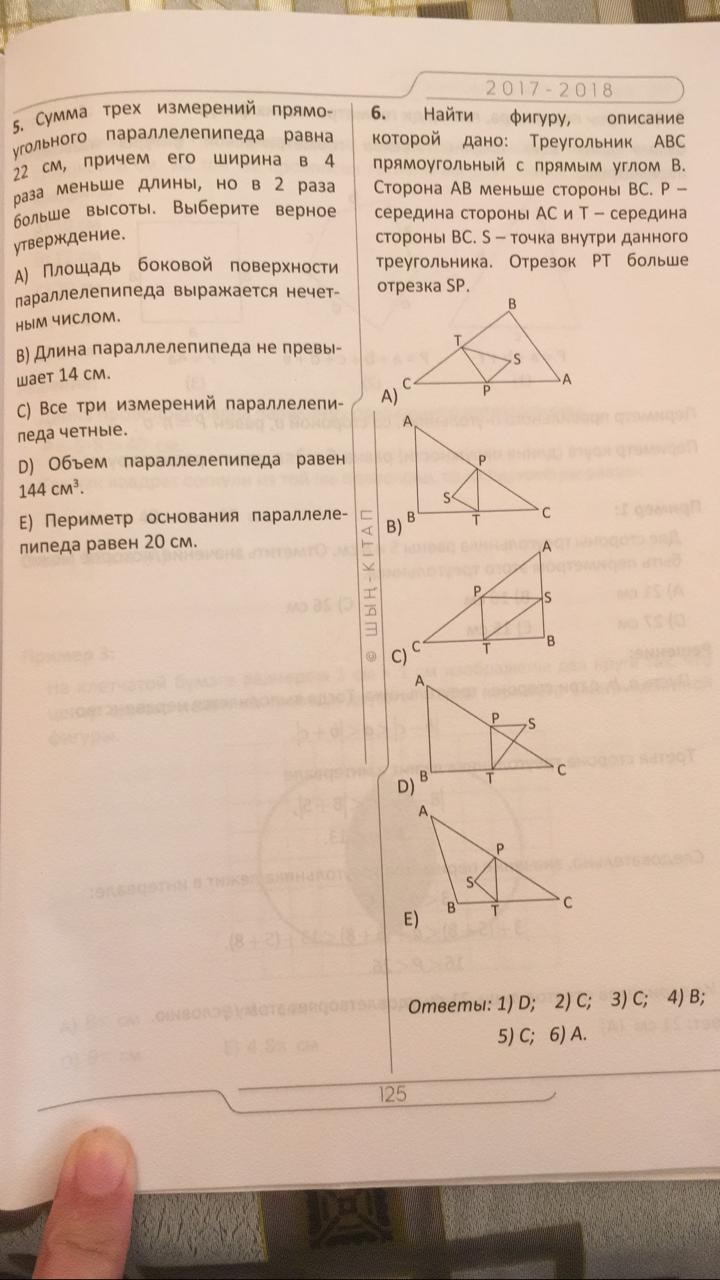 2017-2018
5. Сумма трех измерений прямо-
угольного параллелепипеда равна
22 см, причем его ширина в 4
раза меньше длины, но в 2 раза
больше высоты. Выберите верное
утверждение.
A) Площадь боковой поверхности
параллелепипеда выражается нечет-
ным числом.
B) Длина параллелепипеда не превы-
шает 14 см.
C) Все три измерений параллелепи-
педа четные.
D) Объем параллелепипеда равен
144 см³.
E) Периметр основания параллеле-
пипеда равен 20 см.
© ШЫҢ-КІТАП
6. Найти фигуру, описание
которой дано: Треугольник ABC
прямоугольный с прямым углом B.
Сторона AB меньше стороны BC. P –
середина стороны AC и T – середина
стороны BC. S – точка внутри данного
треугольника. Отрезок PT больше
отрезка SP.
B
T
S
C
P
A
A)
A
P
S
B
T
C
B)
A
P
S
C
T
B
C)
A
P
S
B
T
C
D)
A
P
S
B
T
C
E)
Ответы: 1) D; 2) C; 3) C; 4) B;
5) C; 6) A.
125